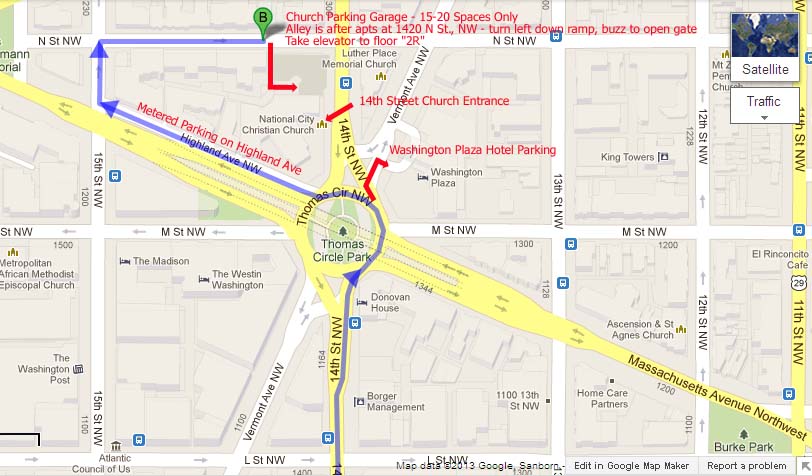 Church Parking Garage - 15-20 Spaces Only
Alley is after apts at 1420 N St., NW - turn left down ramp, buzz to open gate
Take elevator to floor "2R"
B
N St NW
N St NW
Luther Place
Memorial Church
mann
orial
Satellite
Traffic
Mt Z
Pen
Ch
14th Street Church Entrance
National City
Christian Church
Metered Parking on Highland Ave
Highland Ave NW
14th St NW
Vermont Ave NW
Washington Plaza Hotel Parking
Washington
Plaza
King Towers
1228
12th St NW
11th St NW
13th St NW
15th St NW
1200
Thomas Cir NW
Thomas
Circle Park
M St NW
M St NW
M St NW
1500
1300
1200
Metropolitan
African Methodist
Episcopal Church
The Madison
The Westin
Washington
El Rinconcito
Cafe
29
1344
1128
Donovan
House
12th St NW
11th St NW
Ascension & St
Agnes Church
14th St NW
1164
The
Washington
Post
Massachusetts Avenue Northwest
1200
15th St NW
1100
Vermont Ave NW
1100
Borger
Management
1100 13th
St NW
Home Care
Partners
1100
Burke Park
Atlantic
Council of Us
L St NW
1400
L St NW
Map data ©2013 Google, Sanborn
Edit in Google Map Maker
Report a problem